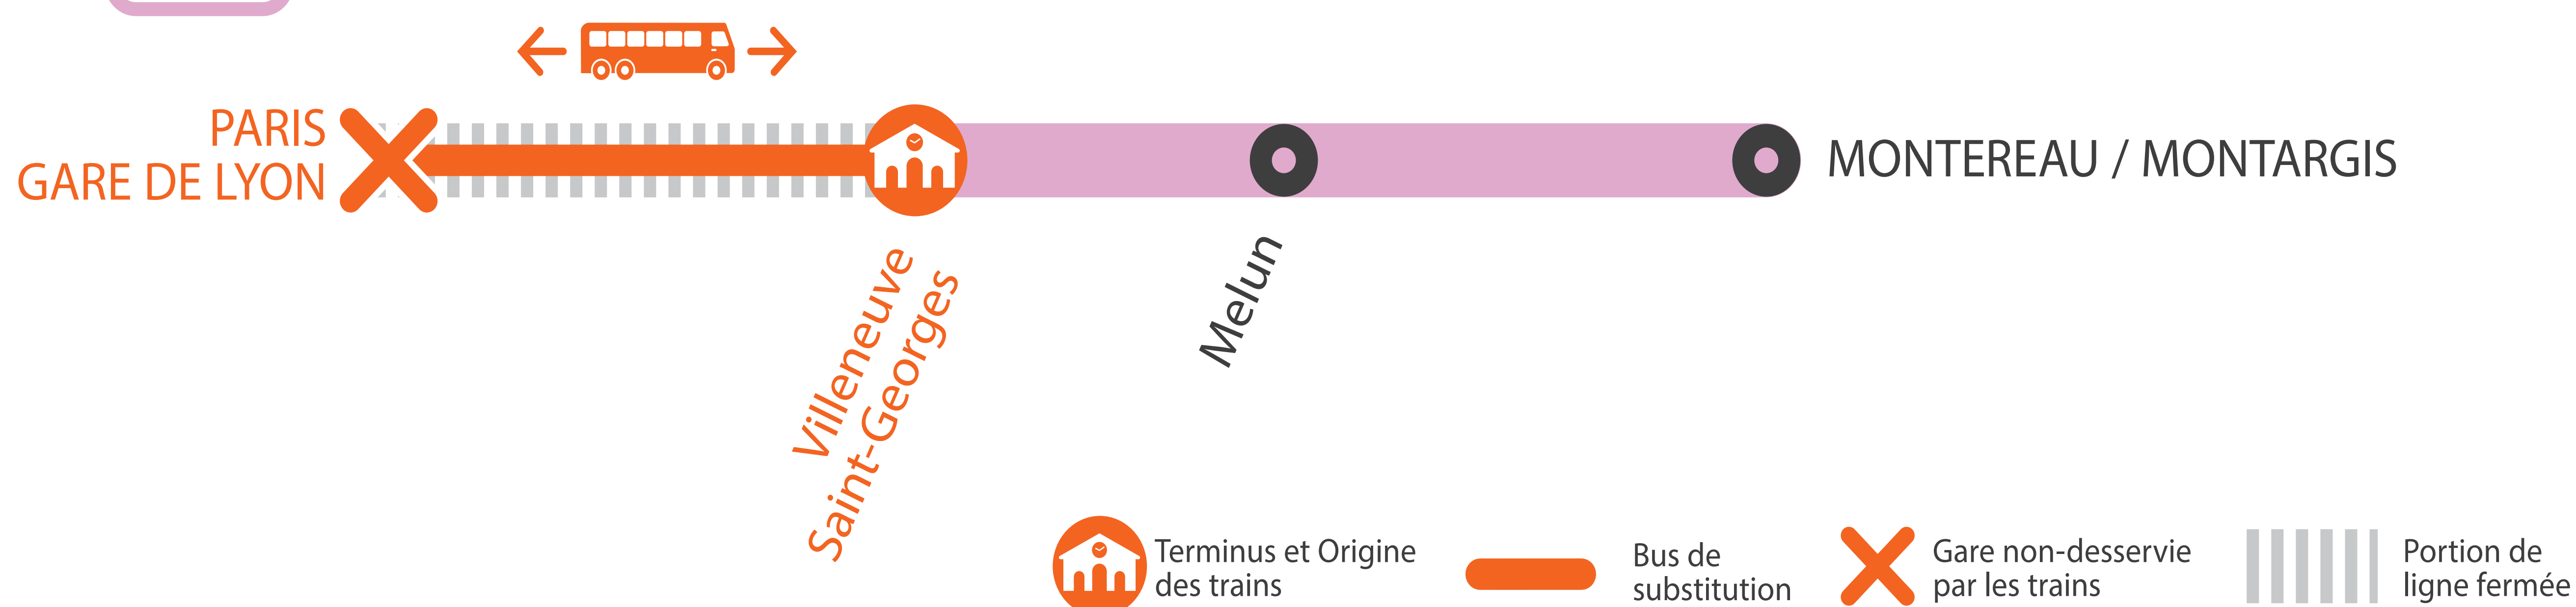 PARIS
GARE DE LYON
MONTEREAU / MONTARGIS
Villeneuve
Saint-Georges
Melun
Terminus et Origine
des trains
Bus de
substitution
Gare non-desservie
par les trains
Portion de
ligne fermée